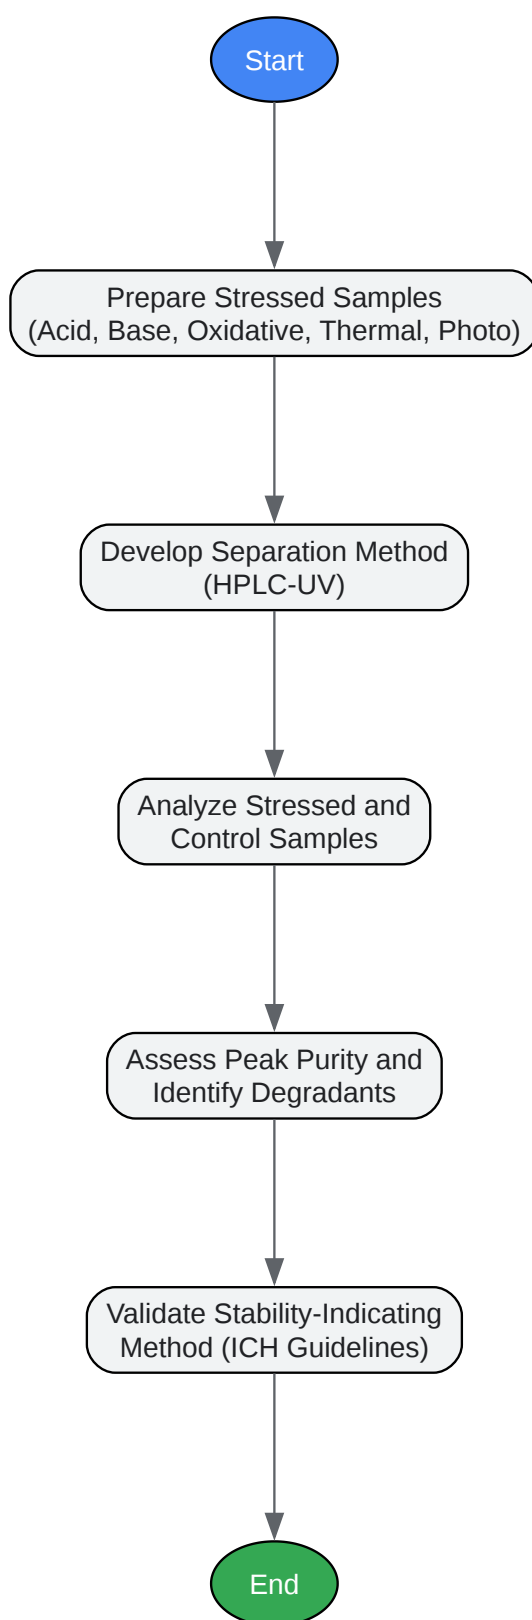 Start
Prepare Stressed Samples
(Acid, Base, Oxidative, Thermal, Photo)
Develop Separation Method
(HPLC-UV)
Analyze Stressed and
Control Samples
Assess Peak Purity and
Identify Degradants
Validate Stability-Indicating
Method (ICH Guidelines)
End